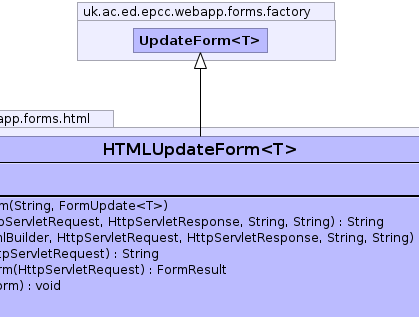 uk.ac.ed.epcc.webapp.forms.factory
UpdateForm<T>
app.forms.html
HTMLUpdateForm<T>
m(String, FormUpdate<T>)
pServletRequest, HttpServletResponse, String, String) : String
nlBuilder, HttpServletRequest, HttpServletResponse, String, String)
tpServletRequest) : String
rm(HttpServletRequest) : FormResult
orm) : void